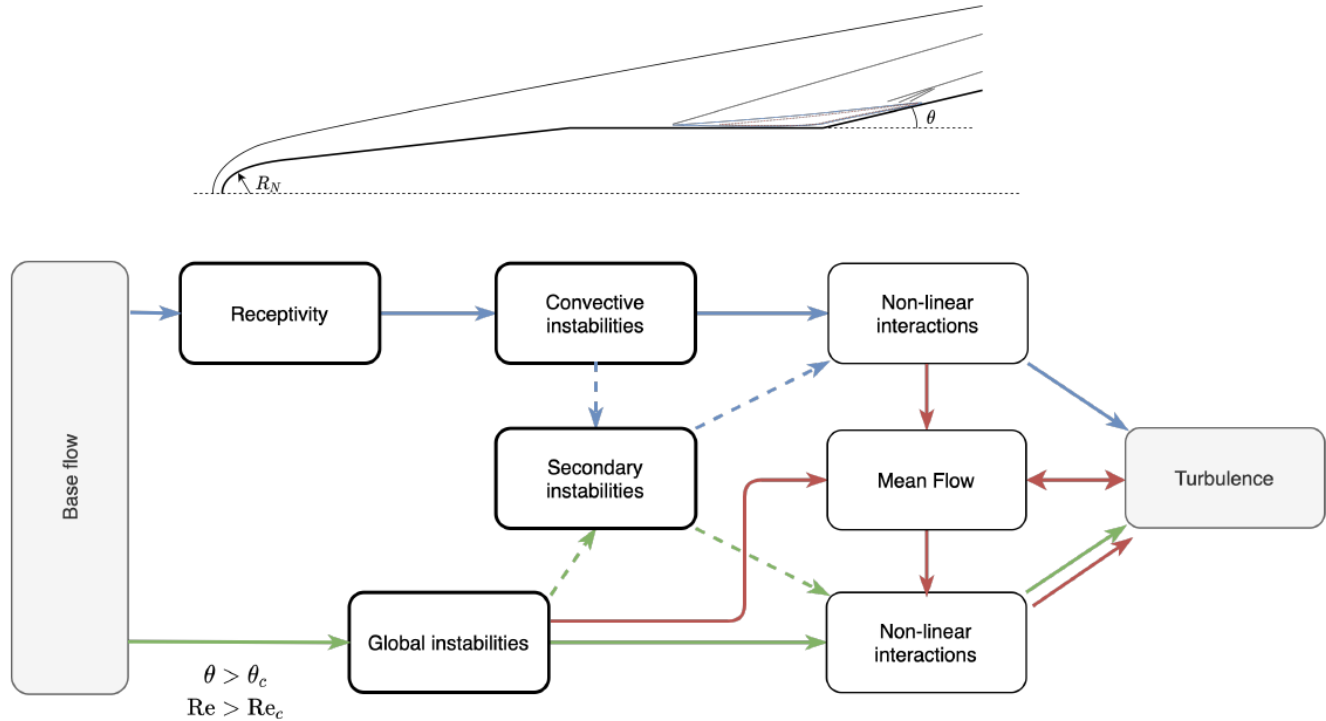 θ
R_N
Base flow
Receptivity
Convective
instabilities
Non-linear
interactions
Secondary
instabilities
Mean Flow
Turbulence
Global instabilities
Non-linear
interactions
θ > θ_c
Re > Re_c